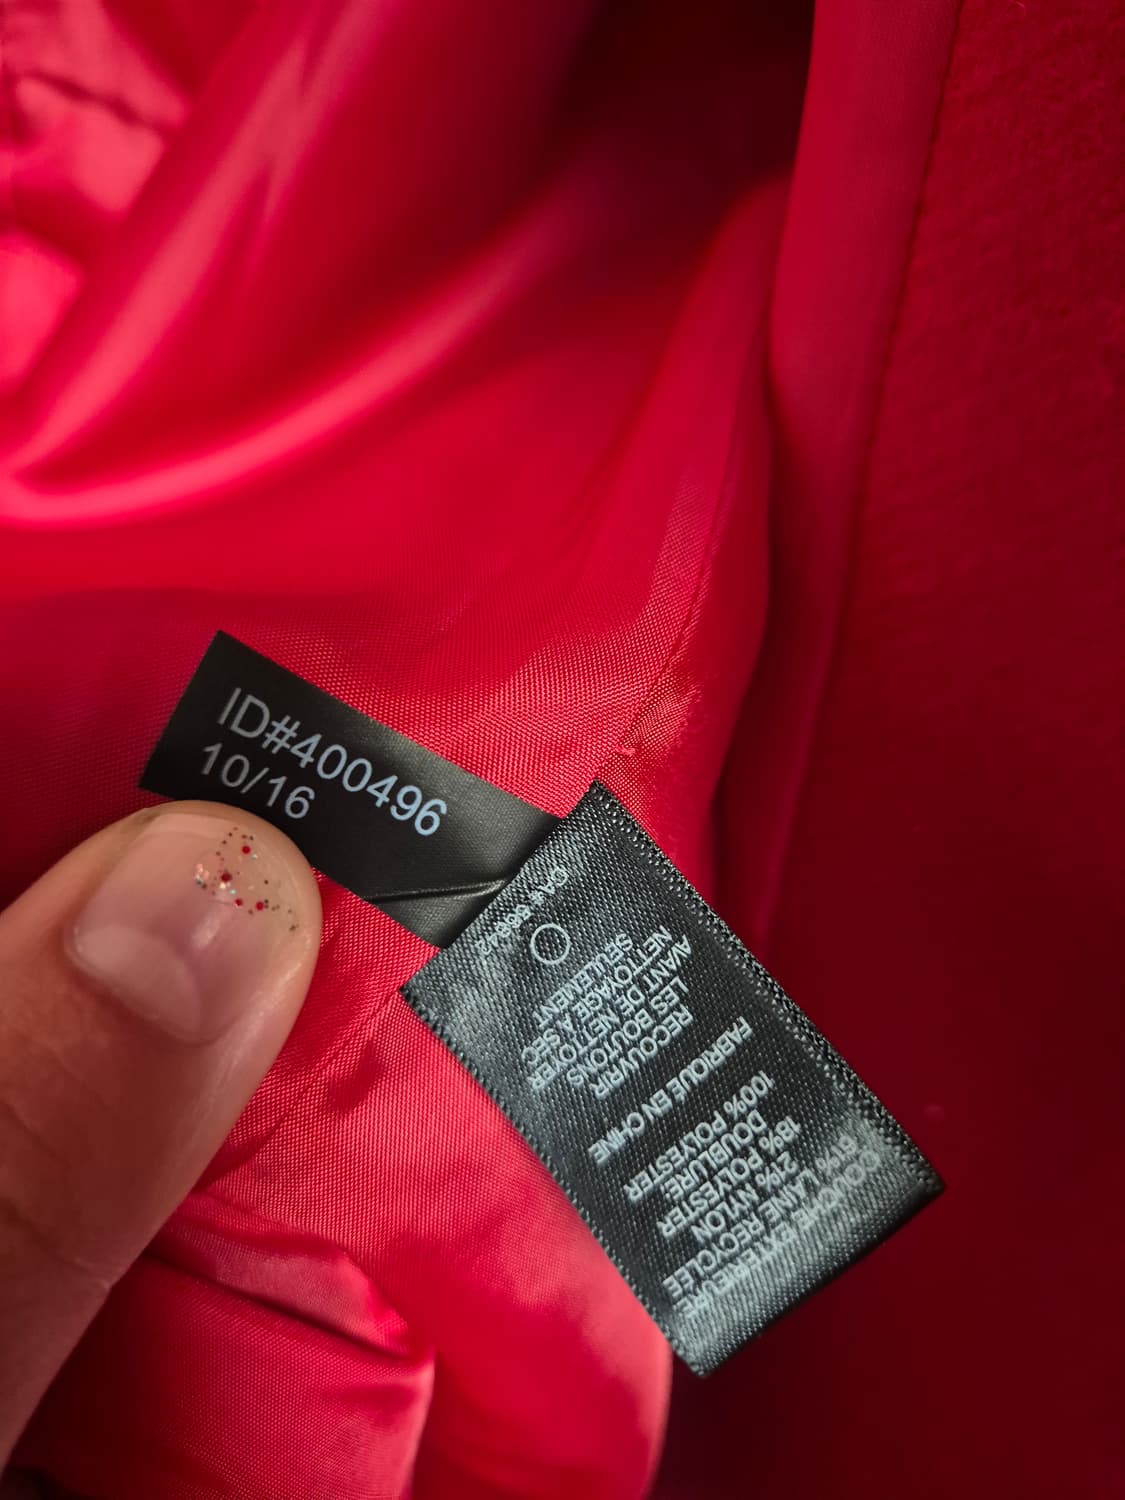 ID#400496
10/16
COUCHE EXTÉRIEURE
61% LAINE RECYCLÉE
21% NYLON
18% POLYESTER
DOUBLURE:
100% POLYESTER
FABRIQUÉ EN CHINE
RECOUVRIR
LES BOUTONS
AVANT DE NETTOYER
NETTOYAGE À SEC
SEULEMENT